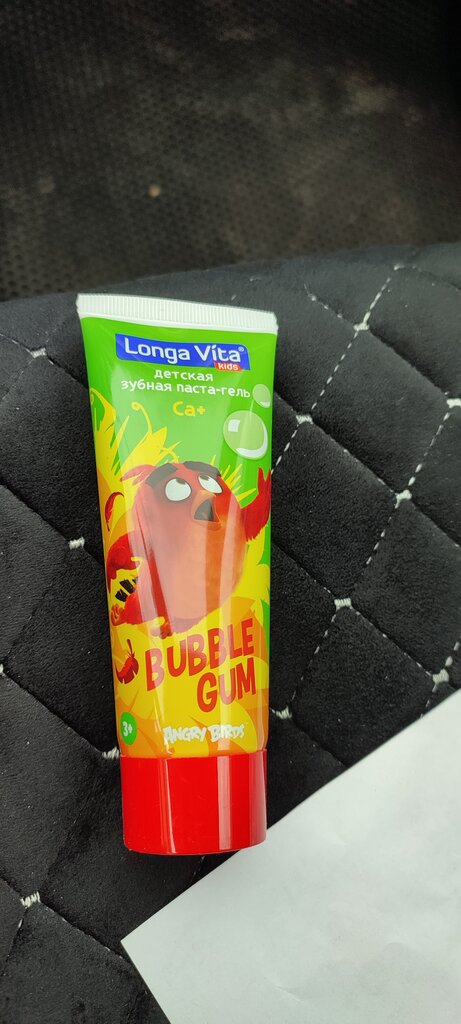 Longa Vita®
kids
детская
зубная паста-гель
Ca+
BUBBLE
GUM
3+
ANGRY BIRDS